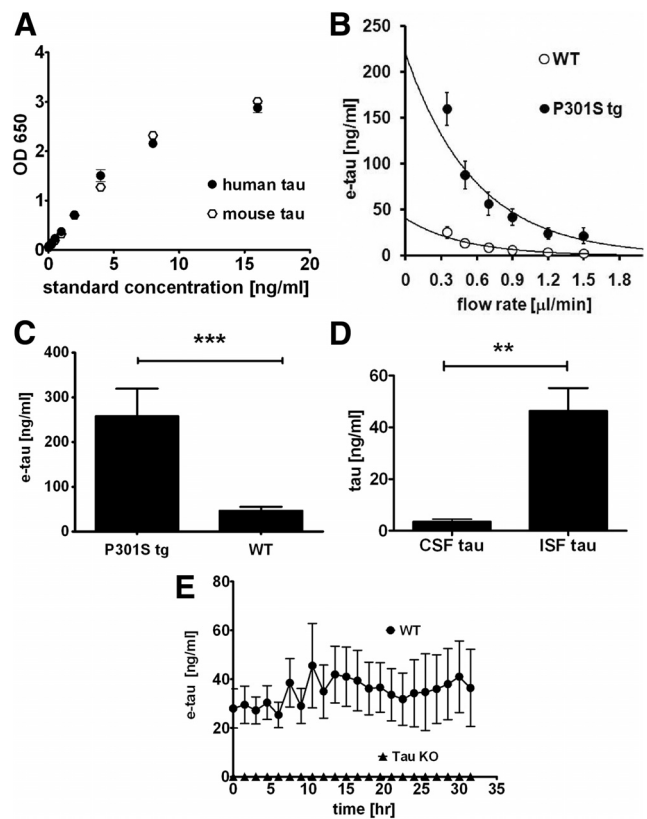 A
4
3
2
1
0
OD 650
human tau
mouse tau
0 5 10 15 20
standard concentration [ng/ml]
B
250
200
150
100
50
0
e-tau [ng/ml]
WT
P301S tg
0 0.3 0.6 0.9 1.2 1.5 1.8
flow rate [µl/min]
C
400
300
200
100
0
e-tau [ng/ml]
***
P301S tg WT
D
60
40
20
0
tau [ng/ml]
**
CSF tau ISF tau
E
80
60
40
20
0
e-tau [ng/ml]
WT
Tau KO
0 5 10 15 20 25 30 35
time [hr]